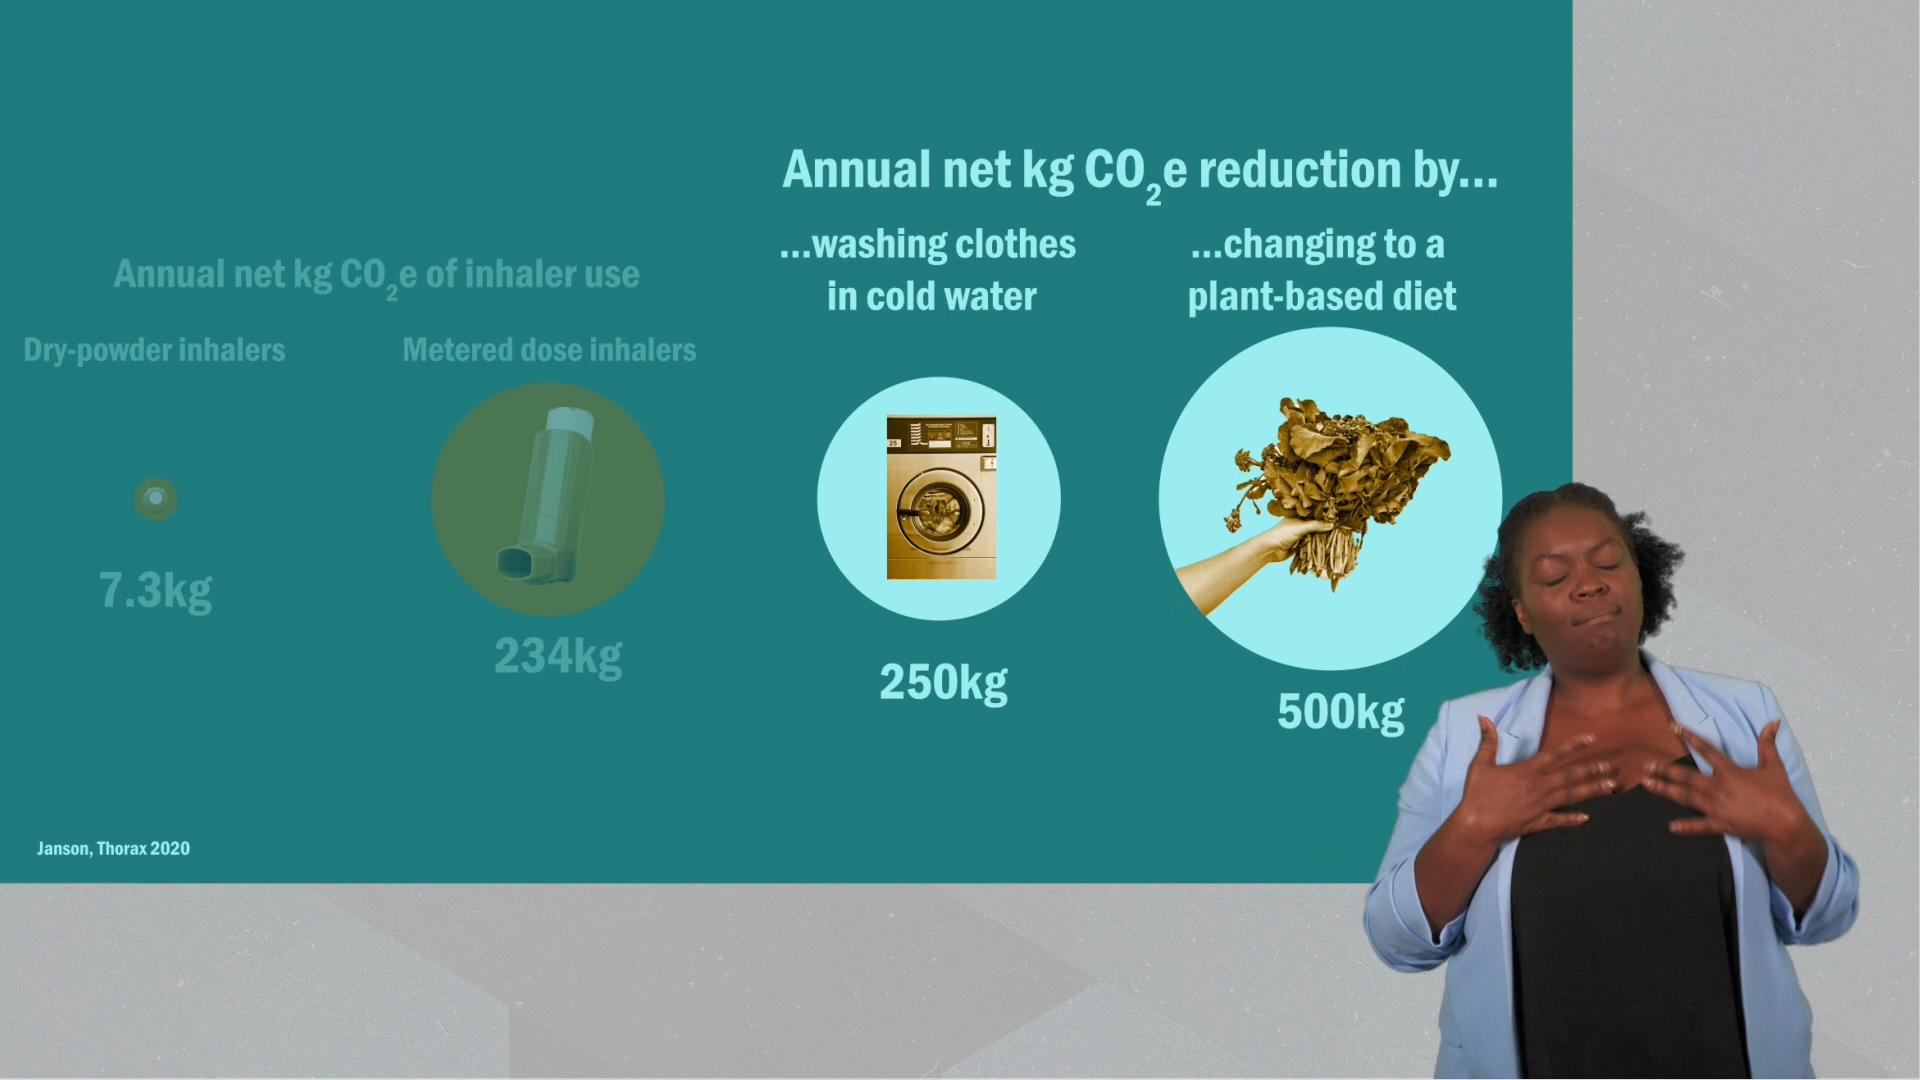 Annual net kg CO₂e reduction by...
...washing clothes
in cold water
...changing to a
plant-based diet
250kg
500kg
Annual net kg CO₂e of inhaler use
Dry-powder inhalers
Metered dose inhalers
7.3kg
234kg
25
Janson, Thorax 2020